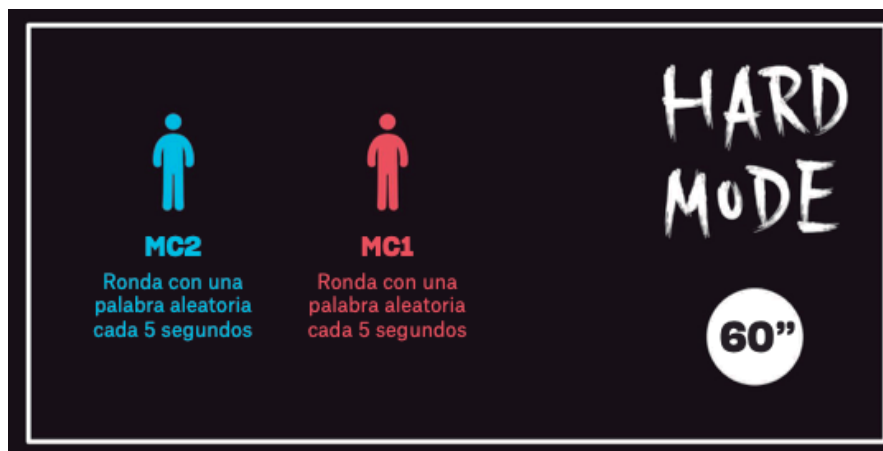 HARD
MODE
MC2
Ronda con una
palabra aleatoria
cada 5 segundos
MC1
Ronda con una
palabra aleatoria
cada 5 segundos
60”